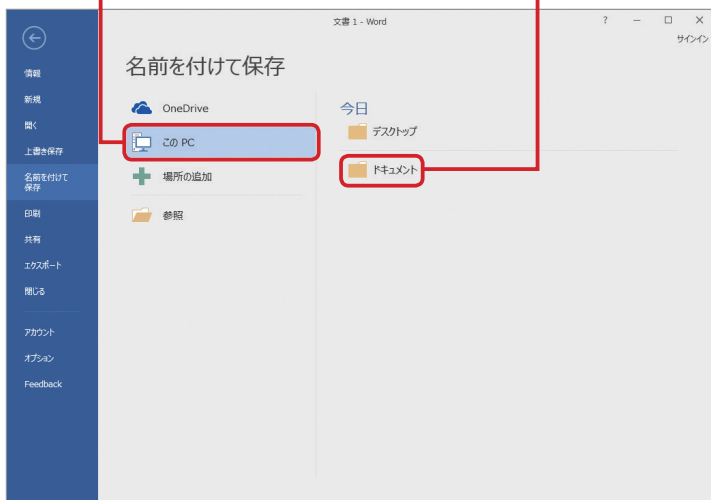 文書 1 - Word
?
サインイン
情報
新規
開く
上書き保存
名前を付けて
保存
印刷
共有
エクスポート
閉じる
アカウント
オプション
Feedback
名前を付けて保存
OneDrive
この PC
場所の追加
参照
今日
デスクトップ
ドキュメント